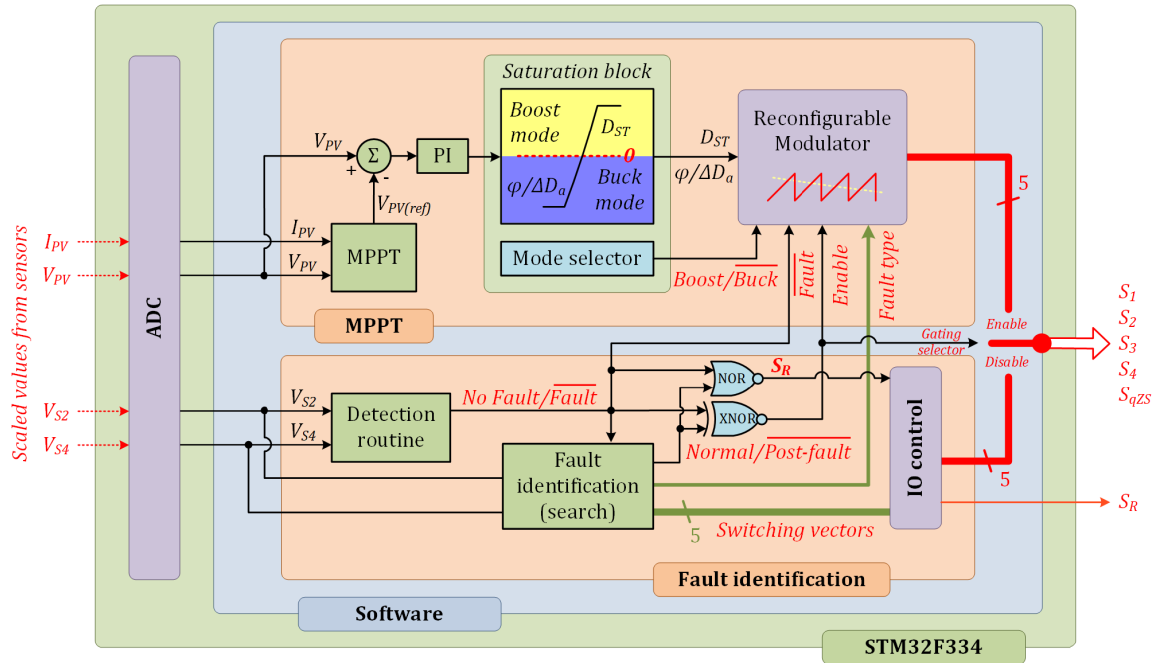 Scaled values from sensors
I_PV
V_PV
V_S2
V_S4
ADC
V_PV
+
-
Σ
PI
V_PV(ref)
I_PV
V_PV
MPPT
Saturation block
Boost mode
D_ST
0
φ/ΔD_a
Buck mode
Mode selector
D_ST
φ/ΔD_a
Reconfigurable Modulator
Boost/Buck
Fault
Enable
Fault type
MPPT
5
Enable
Gating selector
Disable
5
S_1
S_2
S_3
S_4
S_qZS
V_S2
V_S4
Detection routine
No Fault/Fault
NOR
S_R
XNOR
Normal/Post-fault
Fault identification (search)
5
Switching vectors
IO control
S_R
Fault identification
Software
STM32F334